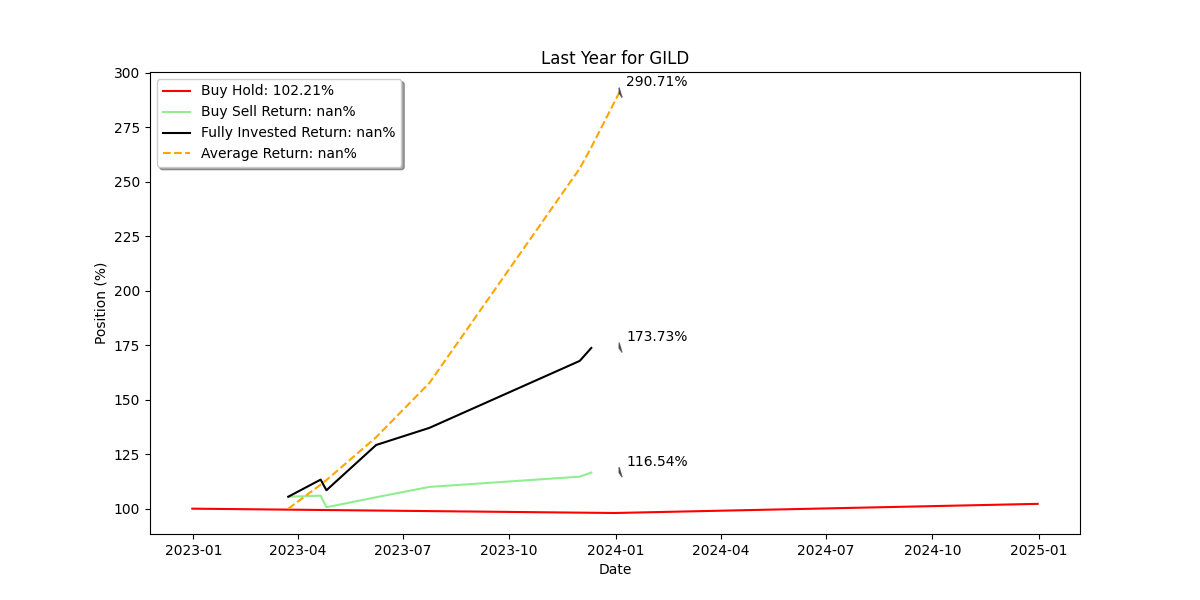 Last Year for GILD
300
275
250
225
200
175
150
125
100
Position (%)
Buy Hold: 102.21%
Buy Sell Return: nan%
Fully Invested Return: nan%
Average Return: nan%
290.71%
173.73%
116.54%
2023-01 2023-04 2023-07 2023-10 2024-01 2024-04 2024-07 2024-10 2025-01
Date